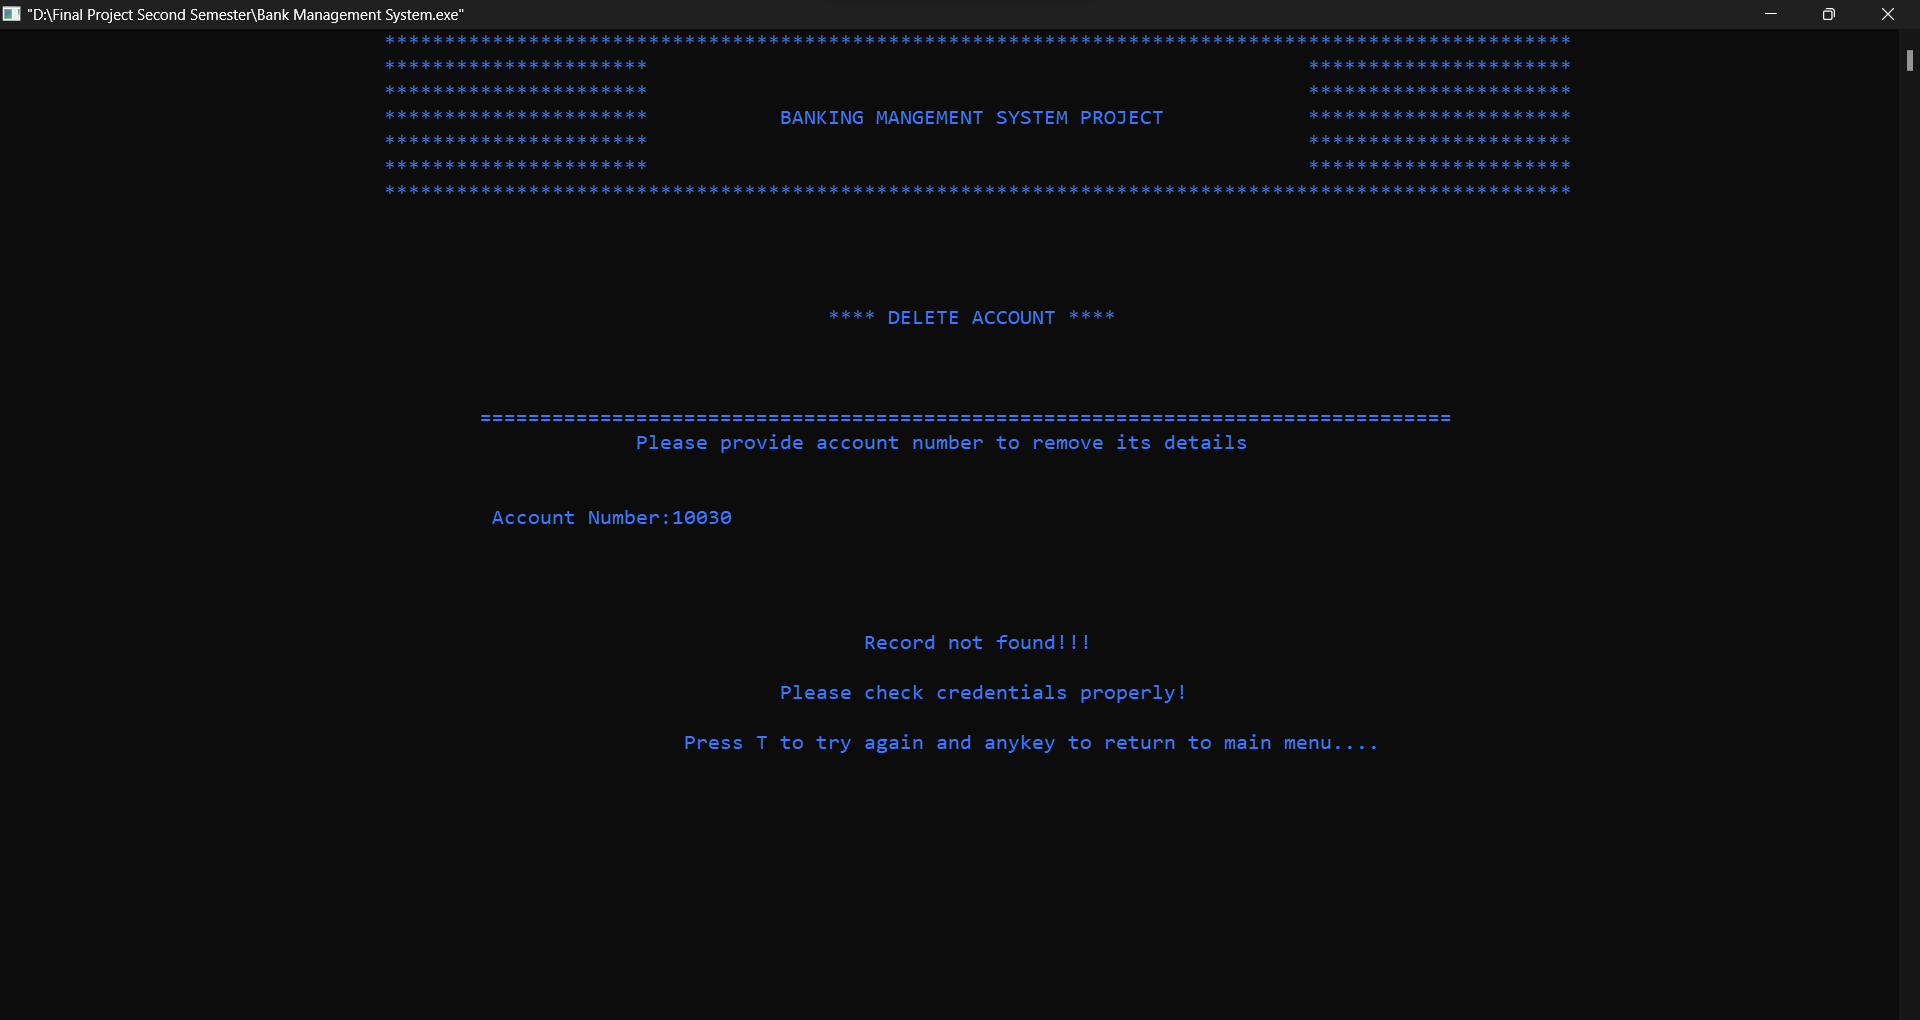 "D:\Final Project Second Semester\Bank Management System.exe"
***************************************************************************************************
**********************                                                       **********************
**********************                                                       **********************
**********************           BANKING MANGEMENT SYSTEM PROJECT            **********************
**********************                                                       **********************
**********************                                                       **********************
***************************************************************************************************
**** DELETE ACCOUNT ****
=================================================================================
Please provide account number to remove its details
Account Number:10030
Record not found!!!
Please check credentials properly!
Press T to try again and anykey to return to main menu....